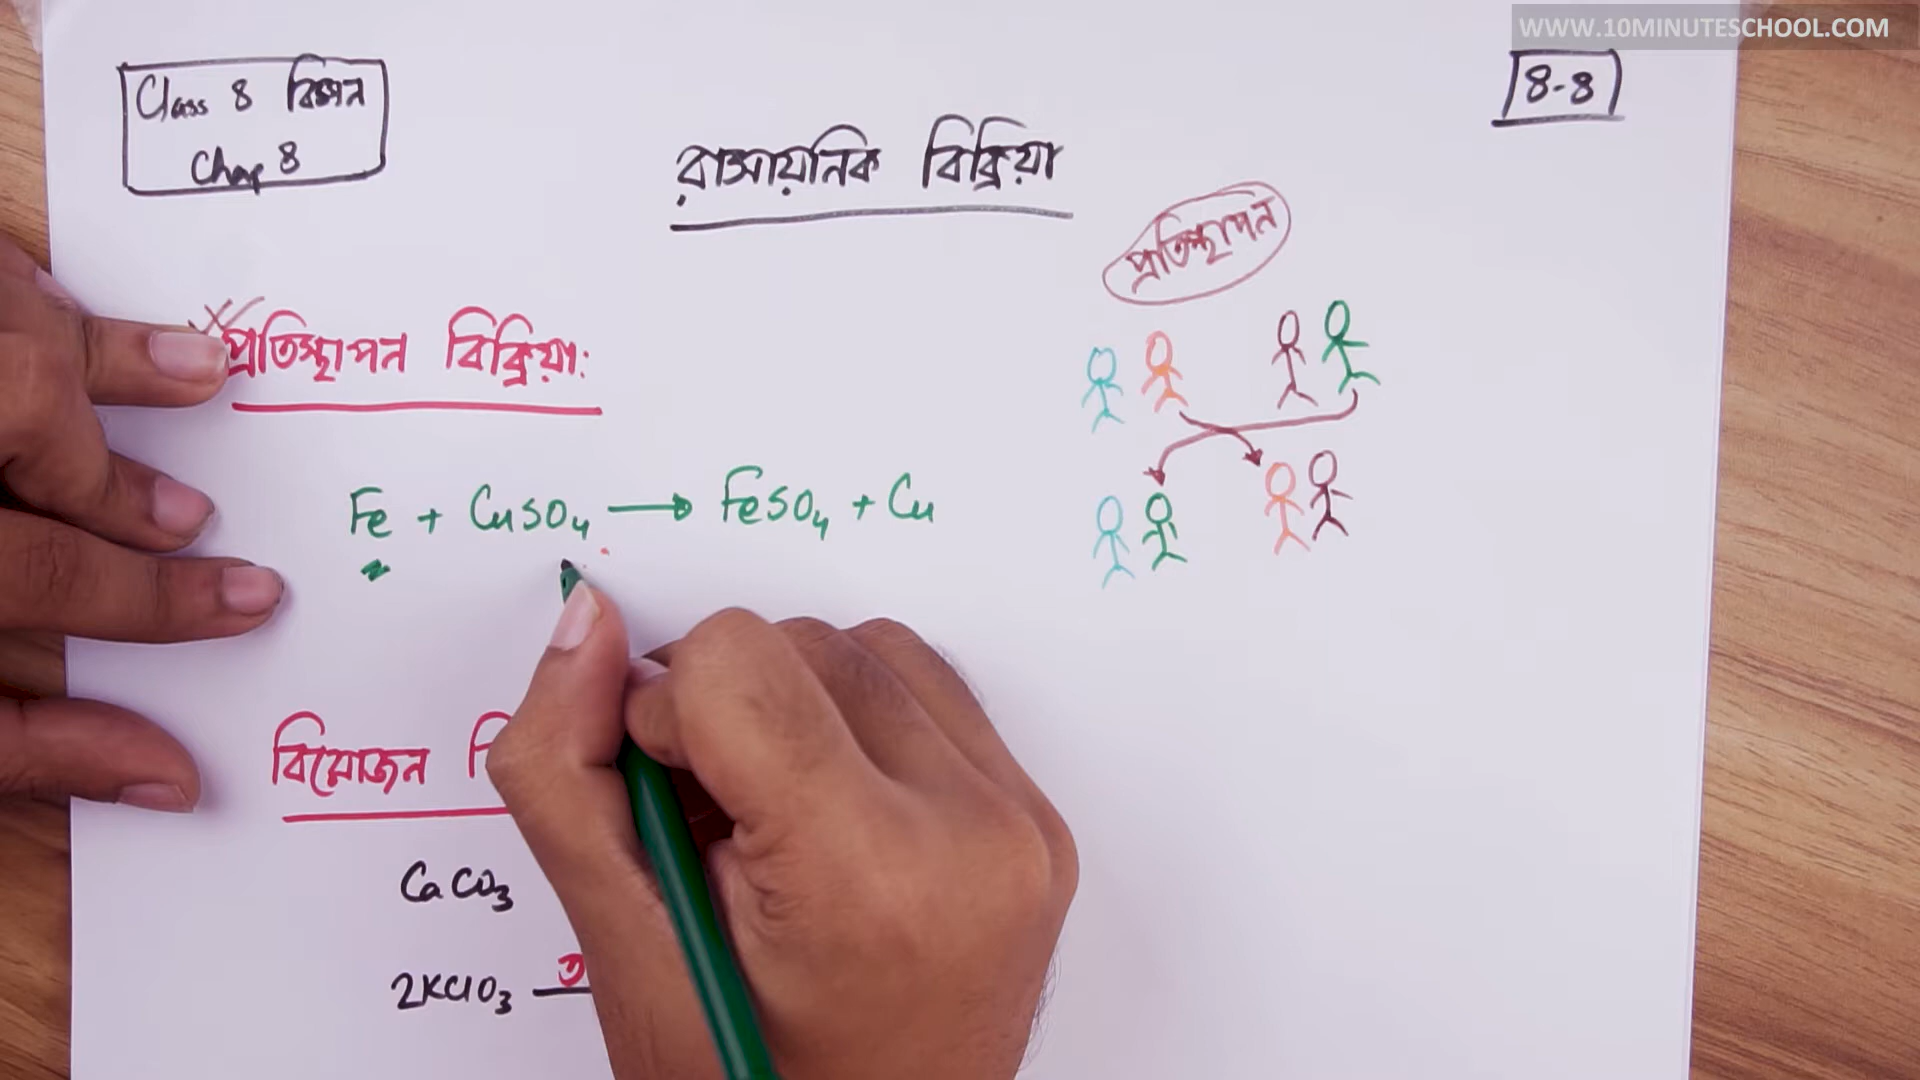 WWW.10MINUTESCHOOL.COM
Class 8 বিজ্ঞান
Chap 8
8-8
রাসায়নিক বিক্রিয়া
প্রতিস্থাপন
প্রতিস্থাপন বিক্রিয়া:
Fe + CuSO₄ → FeSO₄ + Cu
বিয়োজন
CaCO₃
2KClO₃